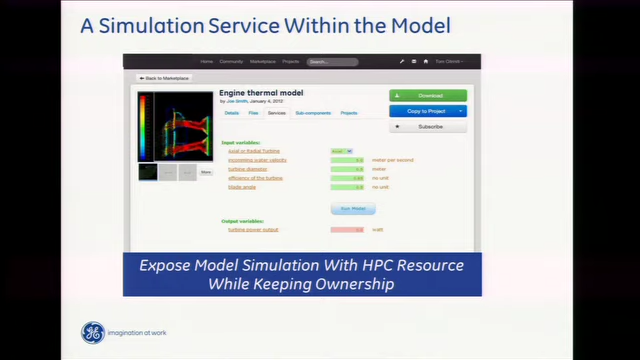 A Simulation Service Within the Model
Home Community Marketplace Projects Search...
Back to Marketplace
Engine thermal model
by Joe Smith, January 4, 2012
Details Files Services Sub-components Projects
Download
Copy to Project
Subscribe
More
Input variables:
Axial or Radial Turbine
incomming water velocity meter per second
turbine diameter meter
efficiency of the turbine no unit
blade angle no unit
Run Model
Output variables:
turbine power output watt
Expose Model Simulation With HPC Resource
While Keeping Ownership
imagination at work